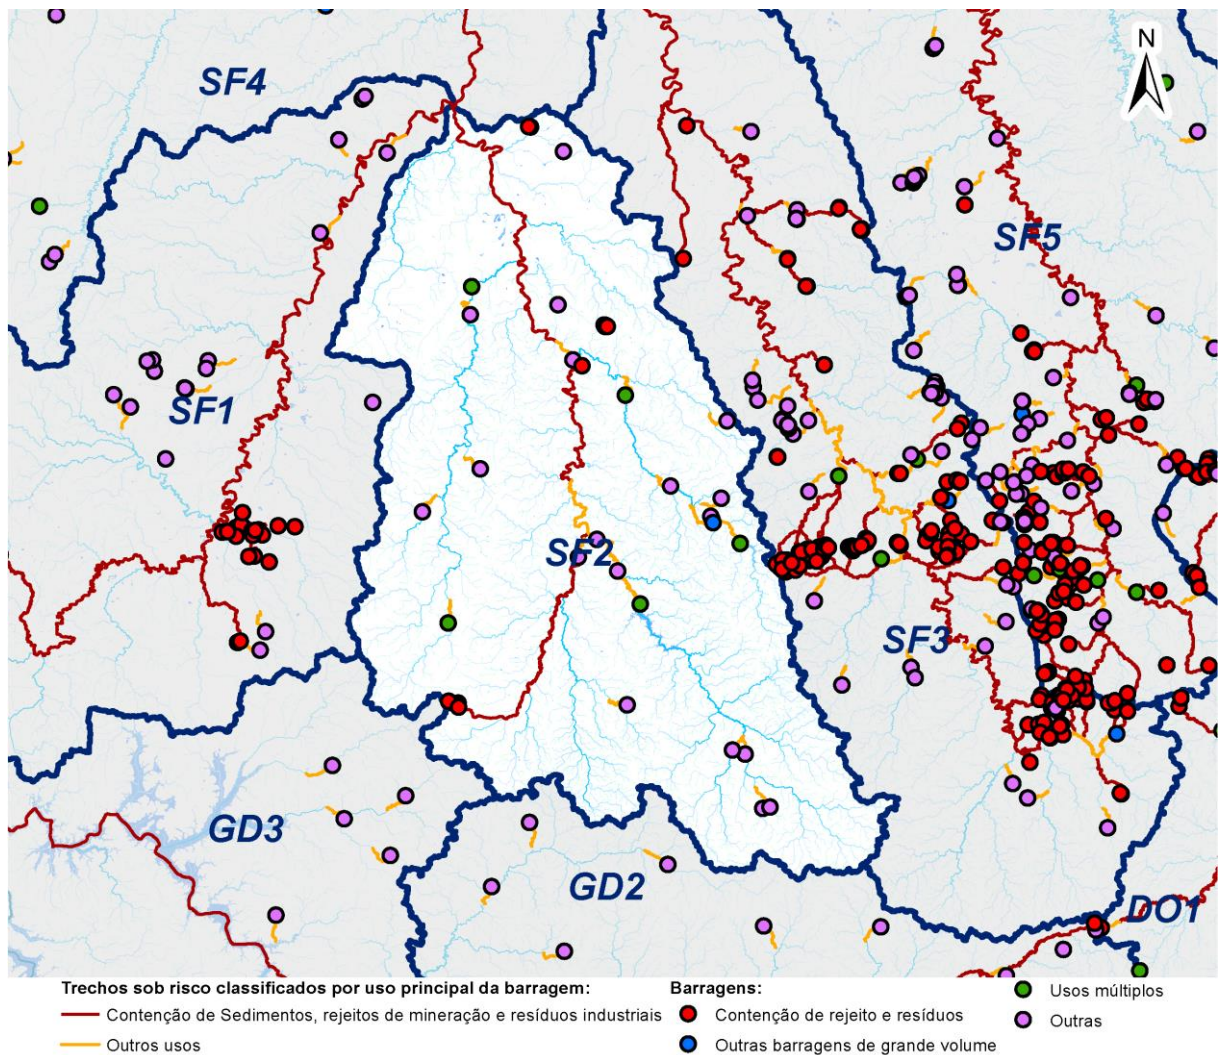 N
SF4
SF5
SF1
SF2
SF3
GD3
GD2
DO1
Trechos sob risco classificados por uso principal da barragem:
Contenção de Sedimentos, rejeitos de mineração e resíduos industriais
Outros usos
Barragens:
Contenção de rejeito e resíduos
Outras barragens de grande volume
Usos múltiplos
Outras